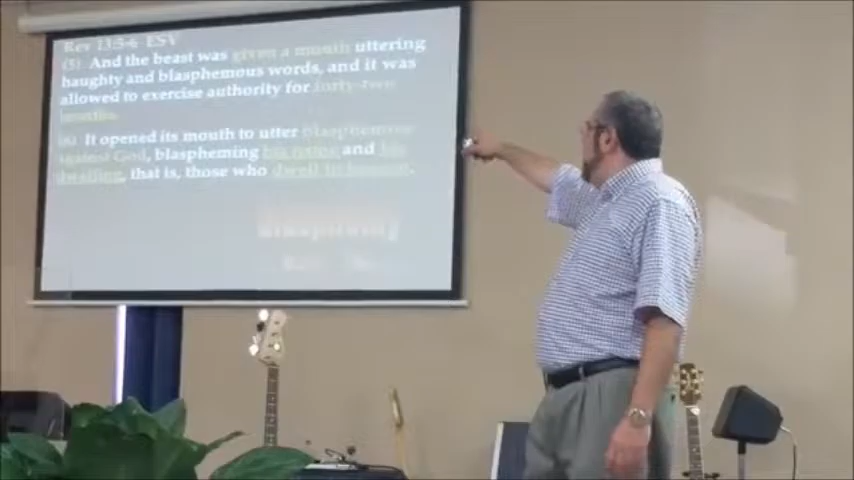 Rev 13:5-6 ESV
(5) And the beast was given a mouth uttering
haughty and blasphemous words, and it was
allowed to exercise authority for forty-two
months.
(6) It opened its mouth to utter blasphemies
against God, blaspheming his name and his
dwelling, that is, those who dwell in heaven.